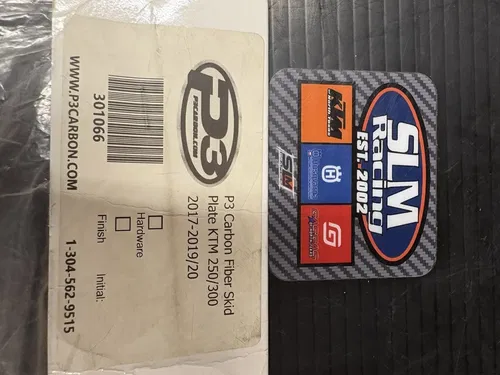 P3
P3CARBON.COM
P3 Carbon Fiber Skid
Plate KTM 250/300
2017-2019/20
Hardware
Finish
Initial:
301066
WWW.P3CARBON.COM
1-304-562-9515
SLM
Racing
EST. 2002
KTM
Husqvarna
H
G
SLM